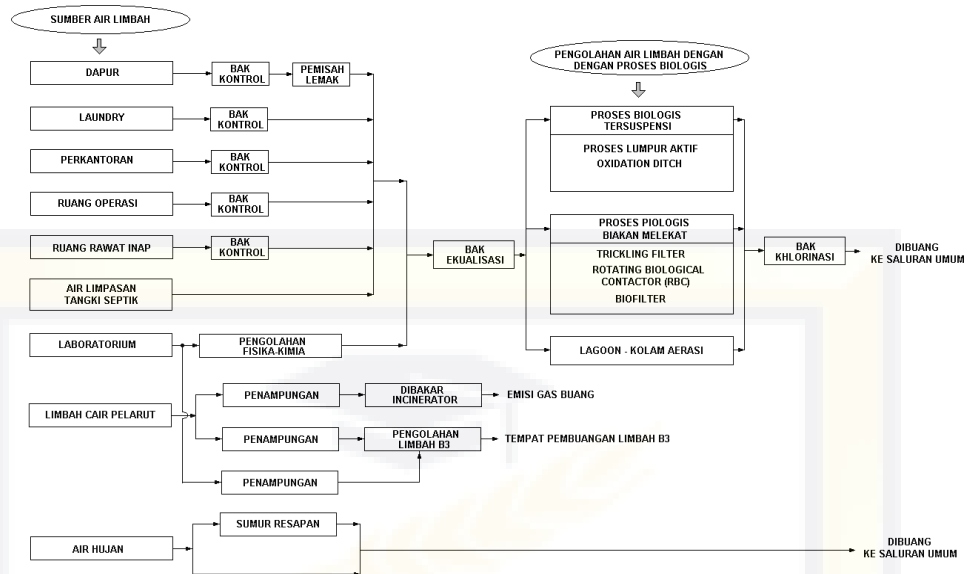 SUMBER AIR LIMBAH
DAPUR
BAK
KONTROL
PEMISAH
LEMAK
LAUNDRY
BAK
KONTROL
PERKANTORAN
BAK
KONTROL
RUANG OPERASI
BAK
KONTROL
RUANG RAWAT INAP
BAK
KONTROL
AIR LIMPASAN
TANGKI SEPTIK
LABORATORIUM
PENGOLAHAN
FISIKA-KIMIA
BAK
EKUALISASI
PENGOLAHAN AIR LIMBAH DENGAN
DENGAN PROSES BIOLOGIS
PROSES BIOLOGIS
TERSUSPENSI
PROSES LUMPUR AKTIF
OXIDATION DITCH
PROSES PIOLOGIS
BIAKAN MELEKAT
TRICKLING FILTER
ROTATING BIOLOGICAL
CONTACTOR (RBC)
BIOFILTER
LAGOON - KOLAM AERASI
BAK
KHLORINASI
DIBUANG
KE SALURAN UMUM
LIMBAH CAIR PELARUT
PENAMPUNGAN
DIBAKAR
INCINERATOR
EMISI GAS BUANG
PENAMPUNGAN
PENGOLAHAN
LIMBAH B3
TEMPAT PEMBUANGAN LIMBAH B3
PENAMPUNGAN
AIR HUJAN
SUMUR RESAPAN
DIBUANG
KE SALURAN UMUM